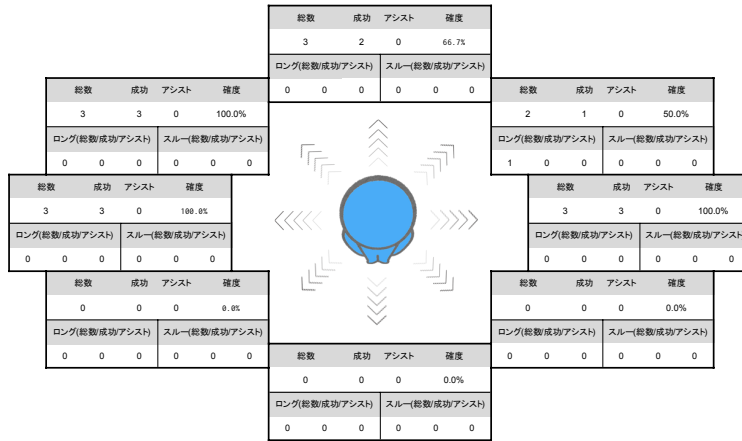 総数 成功 アシスト 確度
3 2 0 66.7%
ロング(総数/成功/アシスト) スルー(総数/成功/アシスト)
0 0 0 0 0 0
総数 成功 アシスト 確度
3 3 0 100.0%
ロング(総数/成功/アシスト) スルー(総数/成功/アシスト)
0 0 0 0 0 0
総数 成功 アシスト 確度
2 1 0 50.0%
ロング(総数/成功/アシスト) スルー(総数/成功/アシスト)
1 0 0 0 0 0
総数 成功 アシスト 確度
3 3 0 100.0%
ロング(総数/成功/アシスト) スルー(総数/成功/アシスト)
0 0 0 0 0 0
総数 成功 アシスト 確度
3 3 0 100.0%
ロング(総数/成功/アシスト) スルー(総数/成功/アシスト)
0 0 0 0 0 0
総数 成功 アシスト 確度
0 0 0 0.0%
ロング(総数/成功/アシスト) スルー(総数/成功/アシスト)
0 0 0 0 0 0
総数 成功 アシスト 確度
0 0 0 0.0%
ロング(総数/成功/アシスト) スルー(総数/成功/アシスト)
0 0 0 0 0 0
総数 成功 アシスト 確度
0 0 0 0.0%
ロング(総数/成功/アシスト) スルー(総数/成功/アシスト)
0 0 0 0 0 0